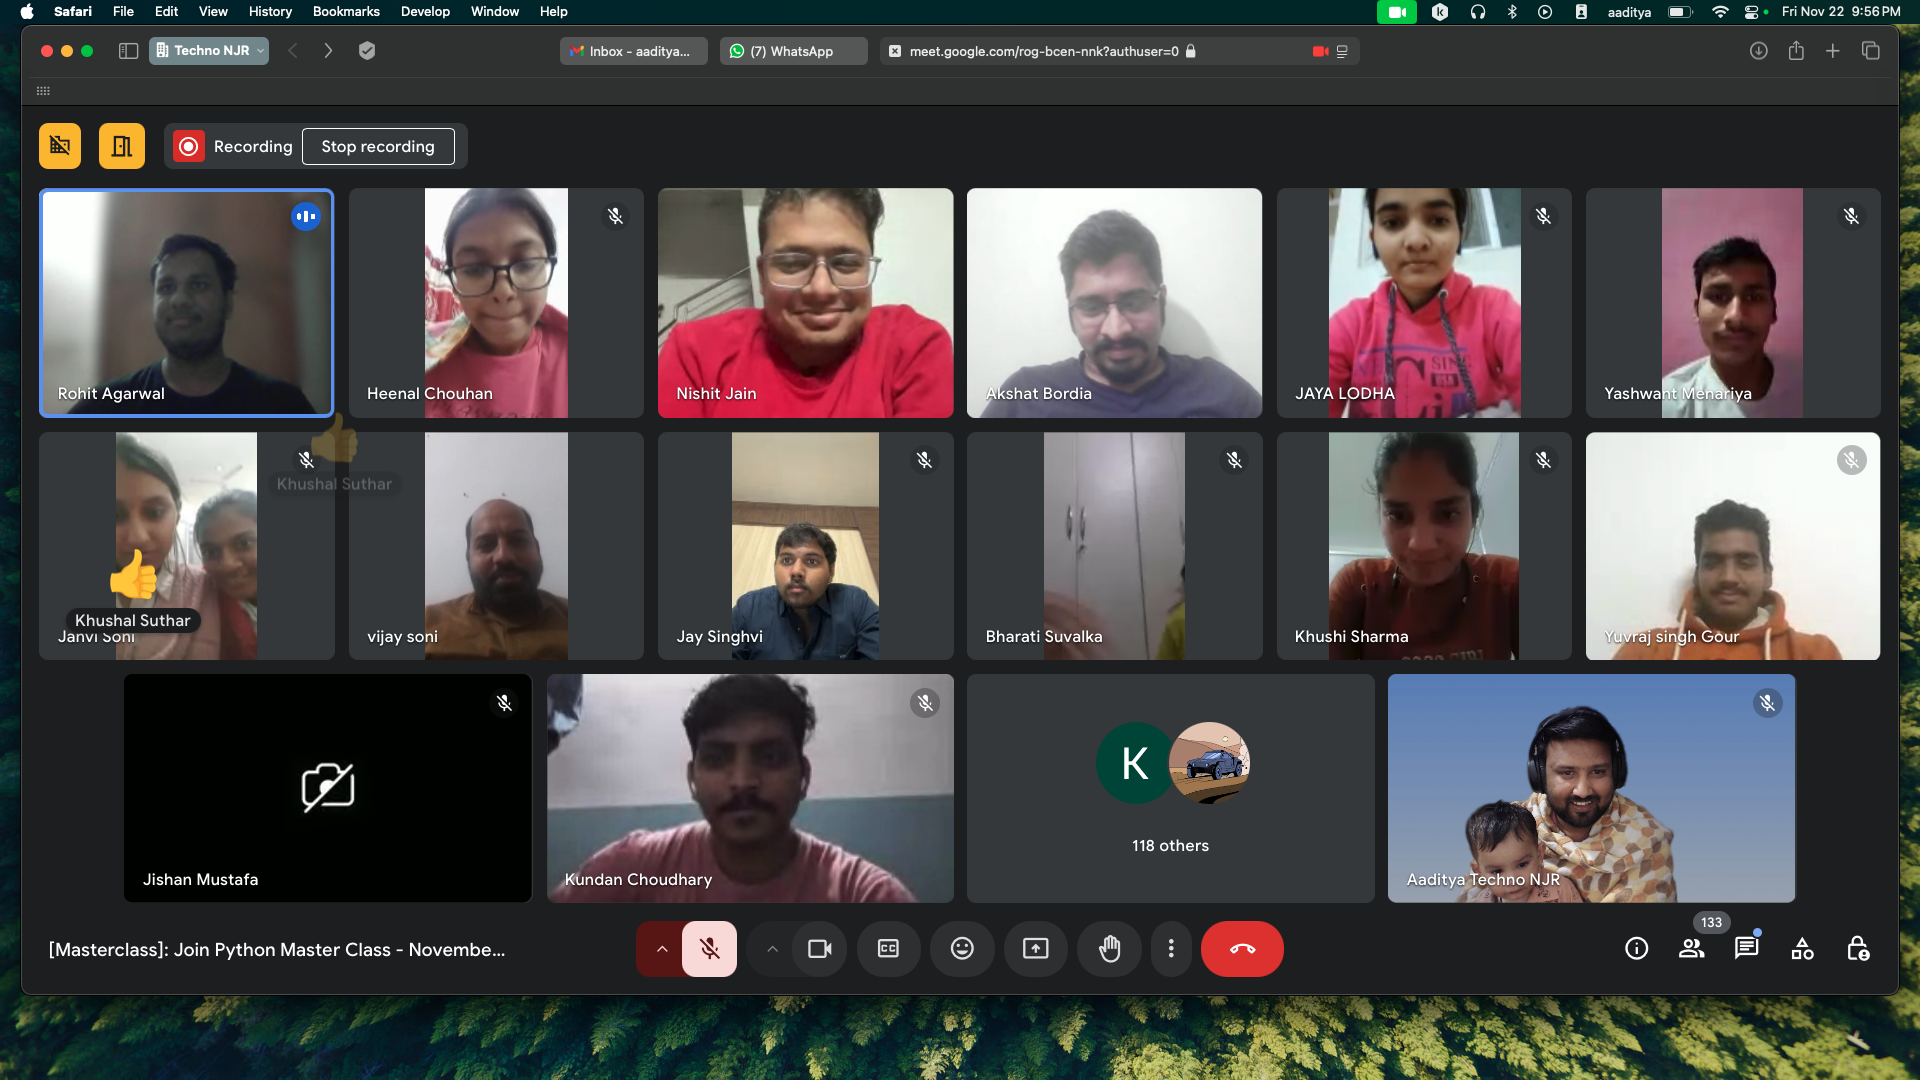 Safari File Edit View History Bookmarks Develop Window Help
aaditya Fri Nov 22 9:56 PM
Techno NJR
Inbox - aaditya...
(7) WhatsApp
meet.google.com/rog-bcen-nnk?authuser=0
Recording
Stop recording
Rohit Agarwal
Heenal Chouhan
Nishit Jain
Akshat Bordia
JAYA LODHA
Yashwant Menariya
Khushal Suthar
Khushal Suthar
Janvi Soni
vijay soni
Jay Singhvi
Bharati Suvalka
Khushi Sharma
Yuvraj singh Gour
Jishan Mustafa
Kundan Choudhary
K
118 others
Aaditya Techno NJR
[Masterclass]: Join Python Master Class - Novembe...
CC
133